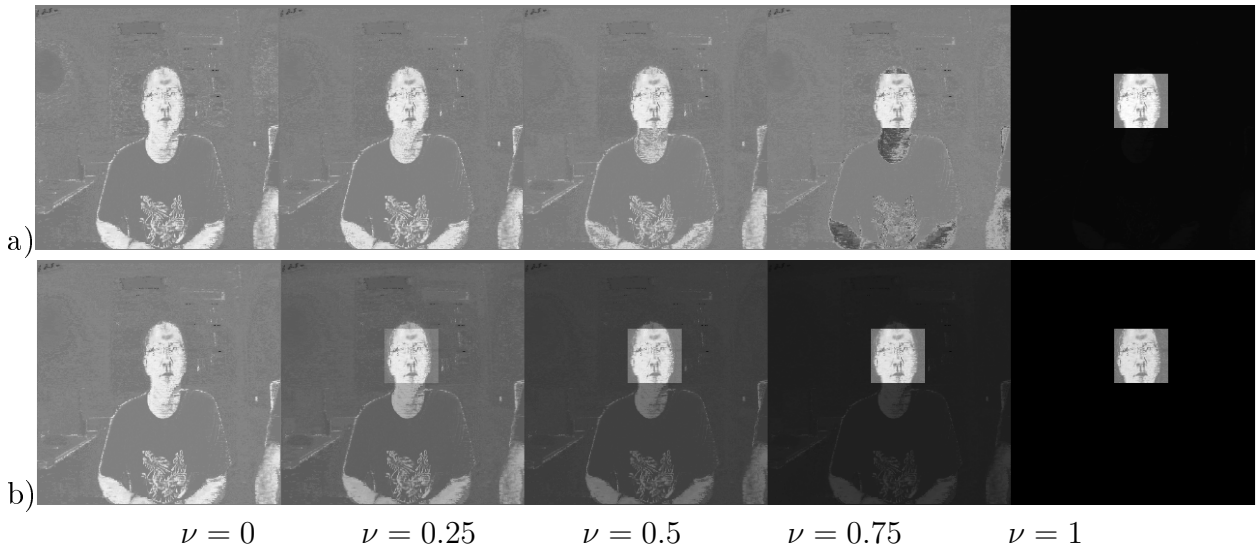 a)
b)
ν = 0 ν = 0.25 ν = 0.5 ν = 0.75 ν = 1